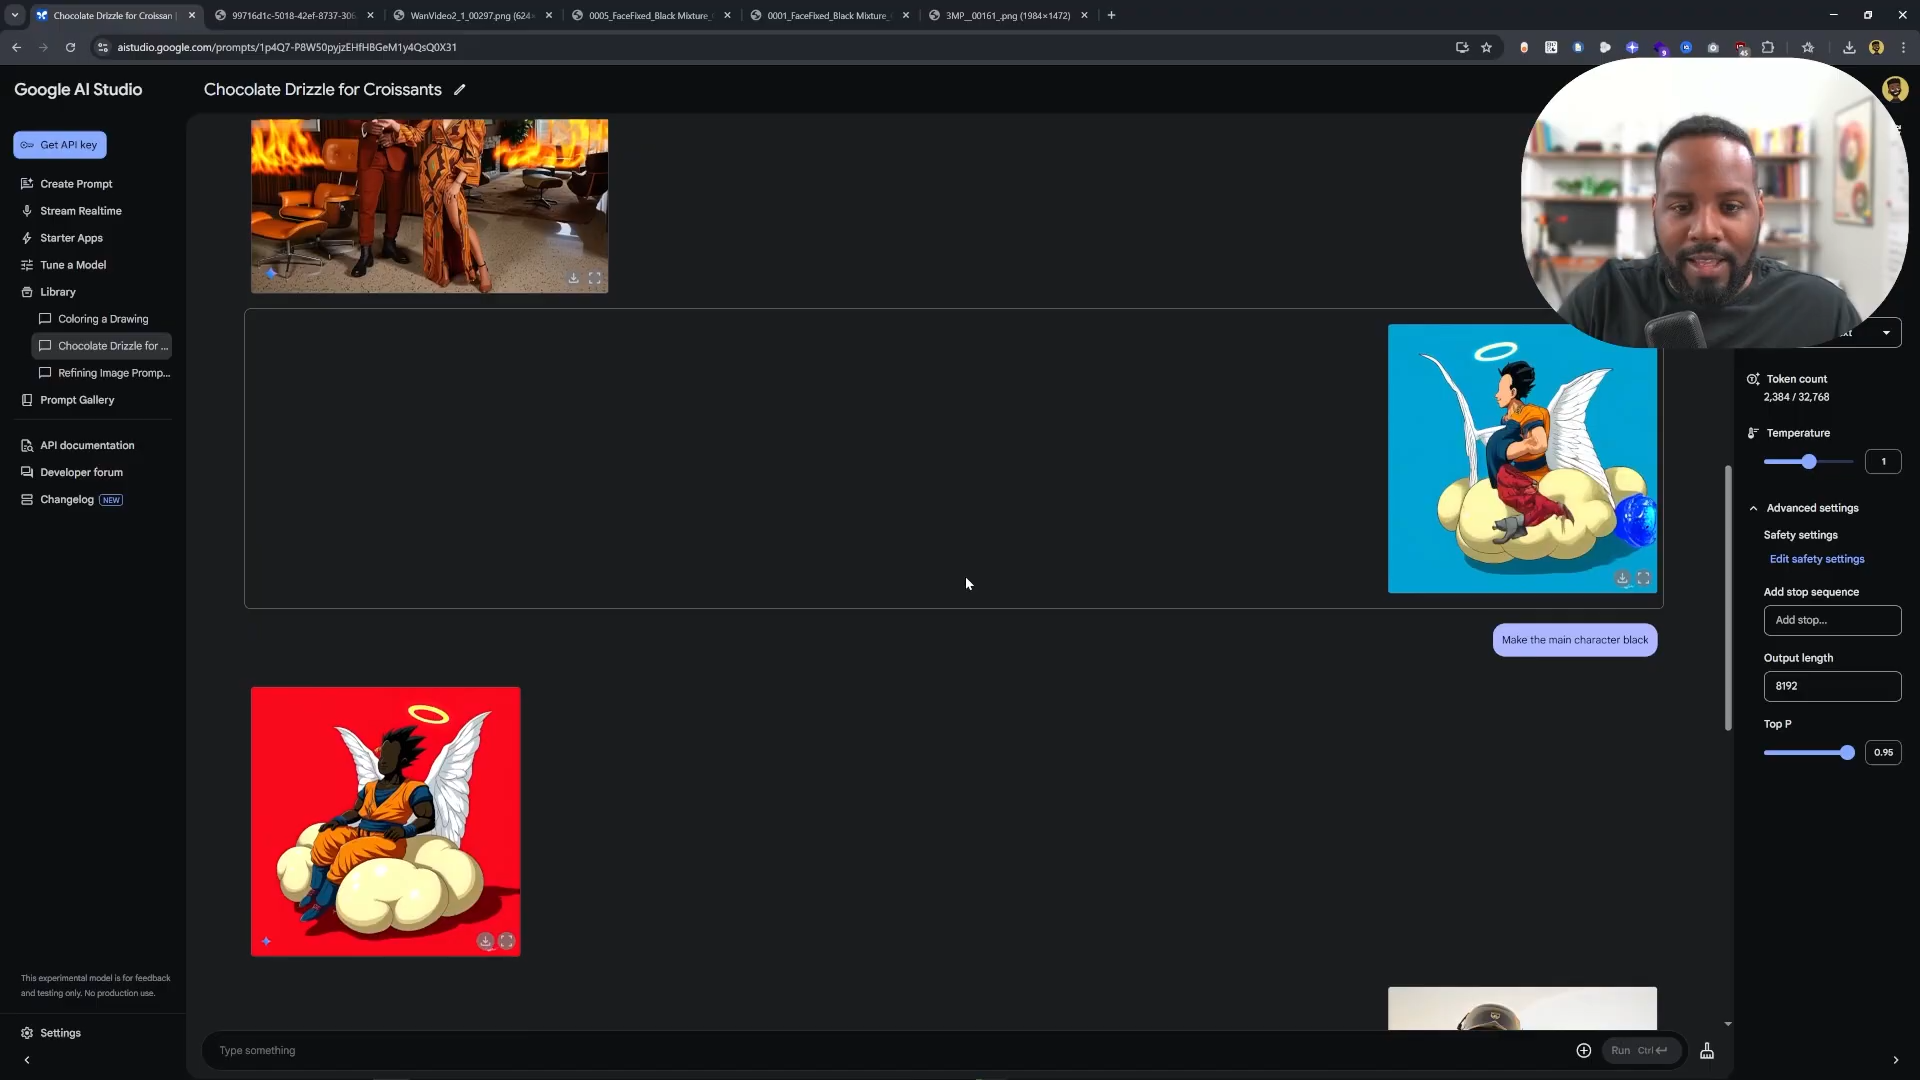 Chocolate Drizzle for Croissan
99716d1c-5018-42ef-8737-306
WanVideo2_1_00297.png (624
0005_FaceFixed_Black Mixture_
0001_FaceFixed_Black Mixture_
3MP__00161_.png (1984×1472)
aistudio.google.com/prompts/1p4Q7-P8W50pyjzEHfHBGeM1y4QsQ0X31
Google AI Studio
Chocolate Drizzle for Croissants
Get API key
Create Prompt
Stream Realtime
Starter Apps
Tune a Model
Library
Coloring a Drawing
Chocolate Drizzle for ...
Refining Image Promp...
Prompt Gallery
API documentation
Developer forum
Changelog NEW
Token count
2,384 / 32,768
Temperature
1
Advanced settings
Safety settings
Edit safety settings
Add stop sequence
Add stop...
Output length
8192
Top P
0.95
Make the main character black
This experimental model is for feedback
and testing only. No production use.
Settings
Type something
Run Ctrl